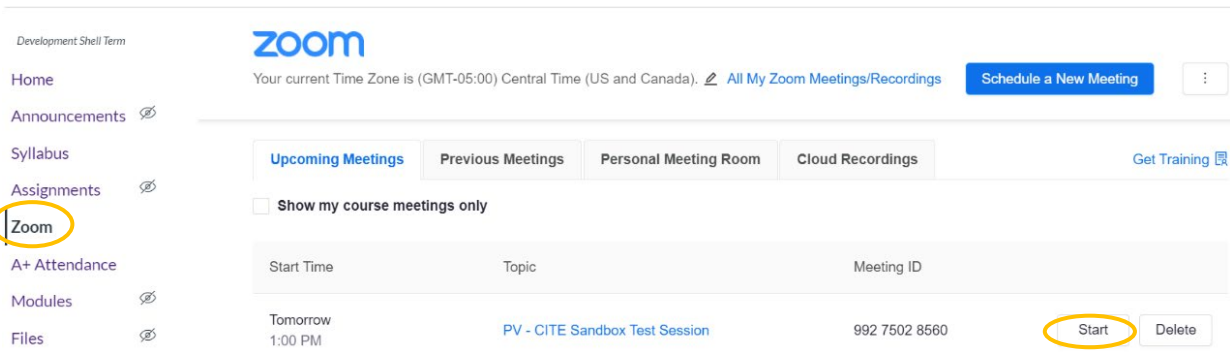 Development Shell Term
Home
Announcements
Syllabus
Assignments
Zoom
A+ Attendance
Modules
Files
zoom
Your current Time Zone is (GMT-05:00) Central Time (US and Canada). All My Zoom Meetings/Recordings Schedule a New Meeting
Upcoming Meetings Previous Meetings Personal Meeting Room Cloud Recordings Get Training
Show my course meetings only
Start Time Topic Meeting ID
Tomorrow
1:00 PM PV - CITE Sandbox Test Session 992 7502 8560 Start Delete